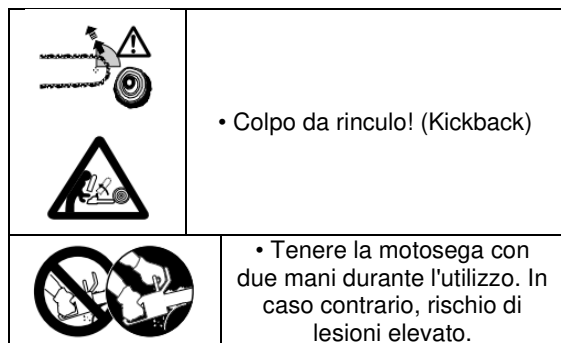 • Colpo da rinculo! (Kickback)
• Tenere la motosega con
due mani durante l'utilizzo. In
caso contrario, rischio di
lesioni elevato.